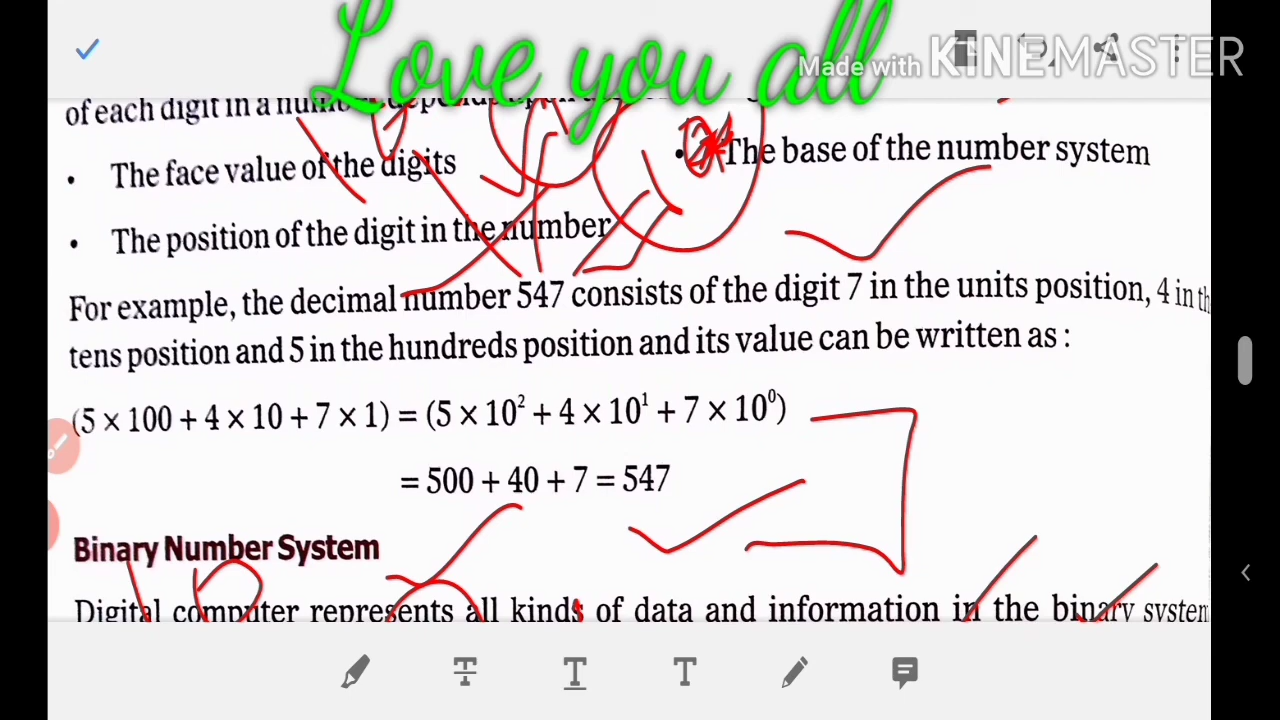 Love you all
Made with KINEMASTER
of each digit in a number depends upon
• The face value of the digits
• The base of the number system
• The position of the digit in the number
For example, the decimal number 547 consists of the digit 7 in the units position, 4 in th
tens position and 5 in the hundreds position and its value can be written as :
(5 × 100 + 4 × 10 + 7 × 1) = (5 × 10² + 4 × 10¹ + 7 × 10⁰)
= 500 + 40 + 7 = 547
Binary Number System
Digital computer represents all kinds of data and information in the binary system
T T T